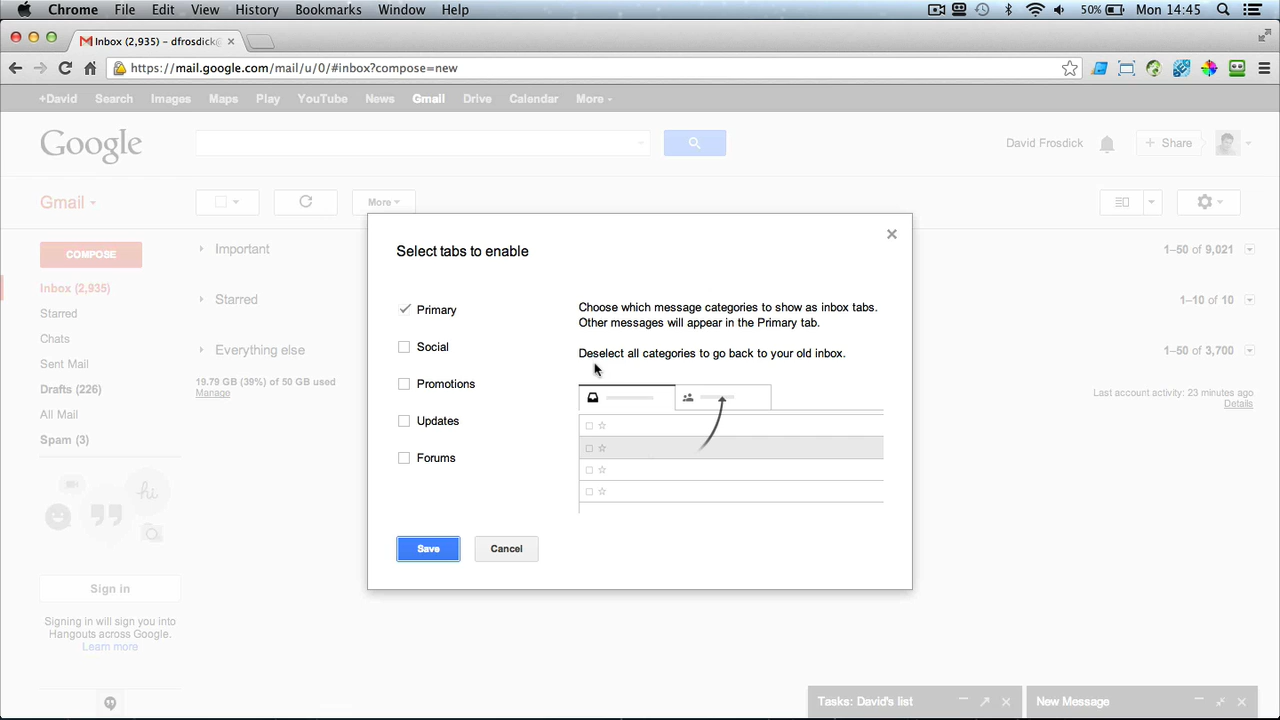 Chrome File Edit View History Bookmarks Window Help 50% Mon 14:45
Inbox (2,935) – dfrosdick@
https://mail.google.com/mail/u/0/#inbox?compose=new
+David Search Images Maps Play YouTube News Gmail Drive Calendar More
Google
David Frosdick
+ Share
Gmail
More
COMPOSE
Inbox (2,935)
Starred
Chats
Sent Mail
Drafts (226)
All Mail
Spam (3)
hi
Sign in
Signing in will sign you into
Hangouts across Google.
Learn more
Important
1–50 of 9,021
Starred
1–10 of 10
Everything else
1–50 of 3,700
19.79 GB (39%) of 50 GB used
Manage
Last account activity: 23 minutes ago
Details
Select tabs to enable
Primary
Social
Promotions
Updates
Forums
Choose which message categories to show as inbox tabs.
Other messages will appear in the Primary tab.
Deselect all categories to go back to your old inbox.
Save
Cancel
Tasks: David's list
New Message